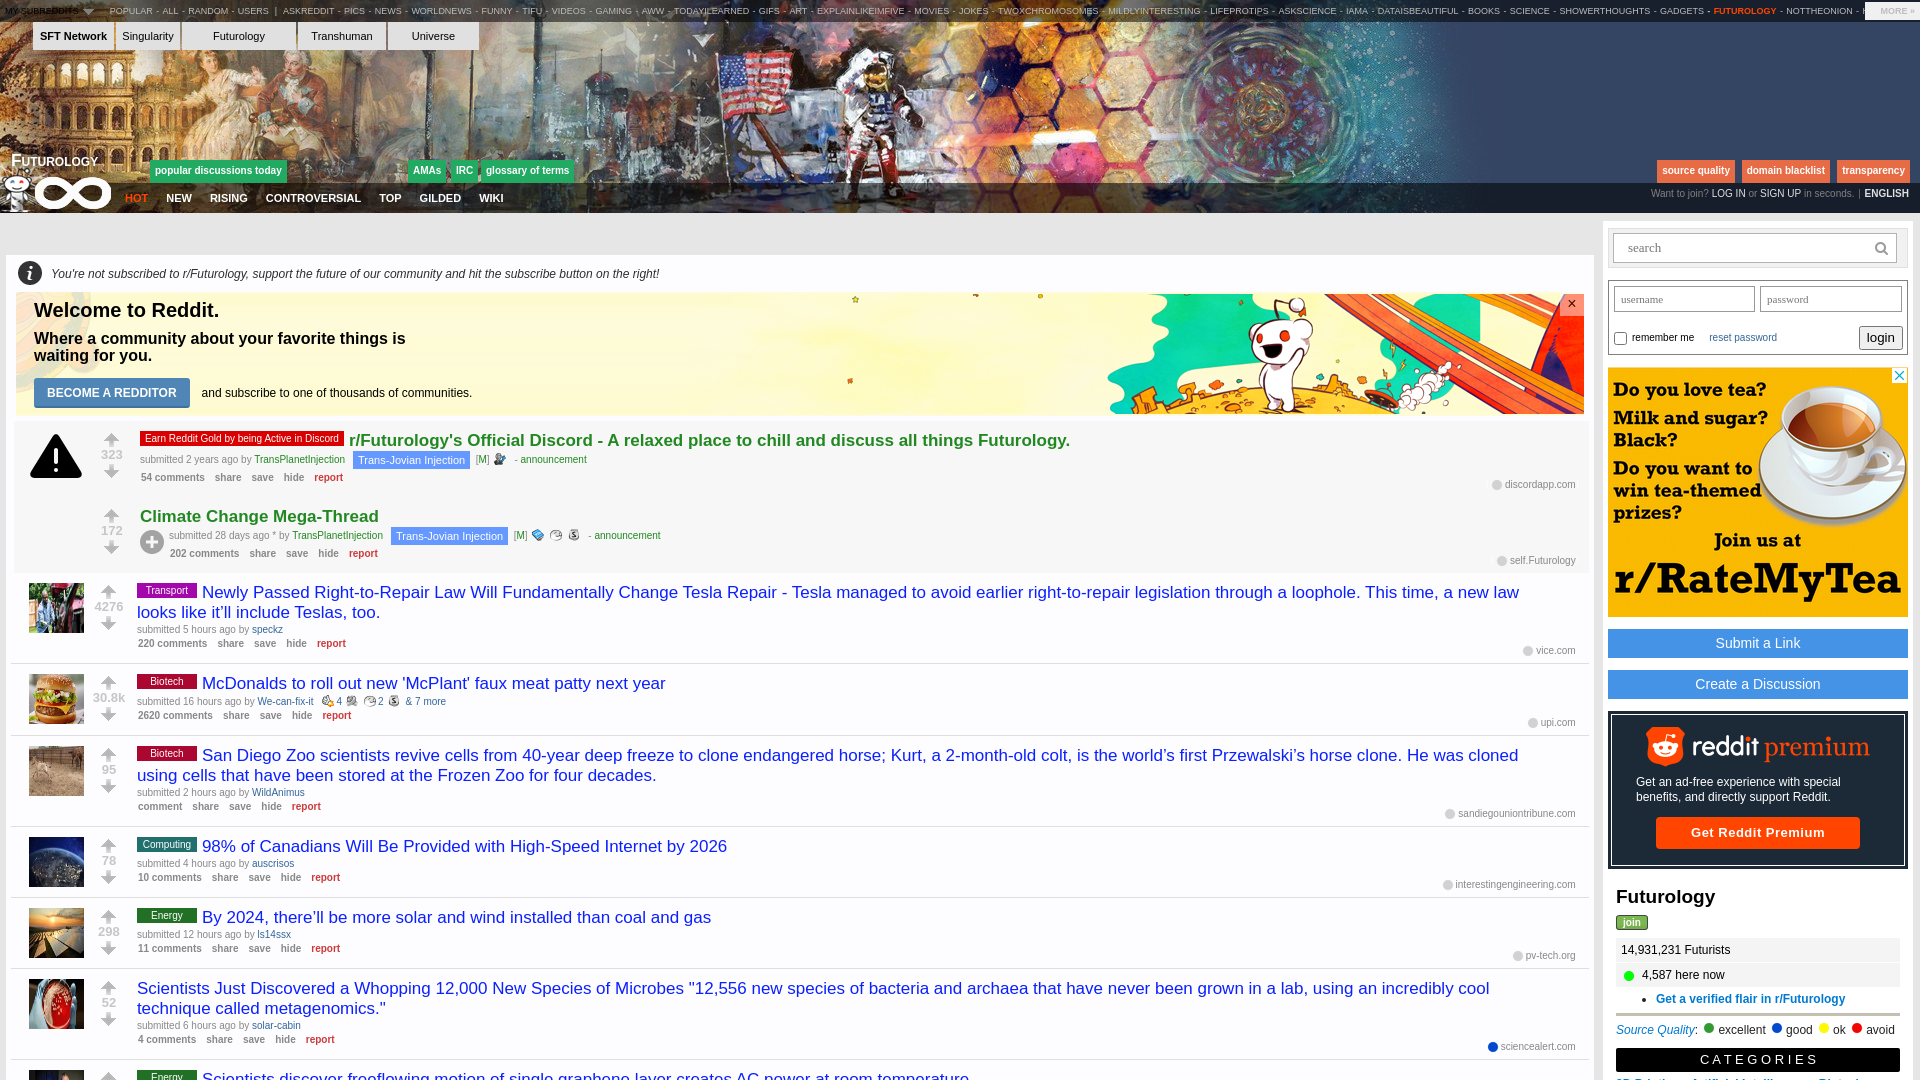 MY SUBREDDITS POPULAR - ALL - RANDOM - USERS | ASKREDDIT - PICS - NEWS - WORLDNEWS - FUNNY - TIFU - VIDEOS - GAMING - AWW - TODAYILEARNED - GIFS - ART - EXPLAINLIKEIMFIVE - MOVIES - JOKES - TWOXCHROMOSOMES - MILDLYINTERESTING - LIFEPROTIPS - ASKSCIENCE - IAMA - DATAISBEAUTIFUL - BOOKS - SCIENCE - SHOWERTHOUGHTS - GADGETS - FUTUROLOGY - NOTTHEONION - MORE »
SFT Network Singularity Futurology Transhuman Universe
FUTUROLOGY
popular discussions today AMAs IRC glossary of terms source quality domain blacklist transparency
HOT NEW RISING CONTROVERSIAL TOP GILDED WIKI
Want to join? LOG IN or SIGN UP in seconds. | ENGLISH
You're not subscribed to r/Futurology, support the future of our community and hit the subscribe button on the right!
Welcome to Reddit.
Where a community about your favorite things is
waiting for you.
BECOME A REDDITOR and subscribe to one of thousands of communities.
×
323
Earn Reddit Gold by being Active in Discord r/Futurology's Official Discord - A relaxed place to chill and discuss all things Futurology.
submitted 2 years ago by TransPlanetInjection Trans-Jovian Injection [M] - announcement
54 comments share save hide report
discordapp.com
172
Climate Change Mega-Thread
submitted 28 days ago * by TransPlanetInjection Trans-Jovian Injection [M] - announcement
202 comments share save hide report
self.Futurology
4276
Transport Newly Passed Right-to-Repair Law Will Fundamentally Change Tesla Repair - Tesla managed to avoid earlier right-to-repair legislation through a loophole. This time, a new law
looks like it’ll include Teslas, too.
submitted 5 hours ago by speckz
220 comments share save hide report
vice.com
30.8k
Biotech McDonalds to roll out new 'McPlant' faux meat patty next year
submitted 16 hours ago by We-can-fix-it 4 2 & 7 more
2620 comments share save hide report
upi.com
95
Biotech San Diego Zoo scientists revive cells from 40-year deep freeze to clone endangered horse; Kurt, a 2-month-old colt, is the world’s first Przewalski’s horse clone. He was cloned
using cells that have been stored at the Frozen Zoo for four decades.
submitted 2 hours ago by WildAnimus
comment share save hide report
sandiegouniontribune.com
78
Computing 98% of Canadians Will Be Provided with High-Speed Internet by 2026
submitted 4 hours ago by auscrisos
10 comments share save hide report
interestingengineering.com
298
Energy By 2024, there’ll be more solar and wind installed than coal and gas
submitted 12 hours ago by ls14ssx
11 comments share save hide report
pv-tech.org
52
Scientists Just Discovered a Whopping 12,000 New Species of Microbes "12,556 new species of bacteria and archaea that have never been grown in a lab, using an incredibly cool
technique called metagenomics."
submitted 6 hours ago by solar-cabin
4 comments share save hide report
sciencealert.com
Energy Scientists discover freeflowing motion of single graphene layer creates AC power at room temperature
search
username password
remember me reset password login
Do you love tea?
Milk and sugar?
Black?
Do you want to
win tea-themed
prizes?
Join us at
r/RateMyTea
Submit a Link
Create a Discussion
reddit premium
Get an ad-free experience with special
benefits, and directly support Reddit.
Get Reddit Premium
Futurology
join
14,931,231 Futurists
4,587 here now
Get a verified flair in r/Futurology
Source Quality: excellent good ok avoid
CATEGORIES